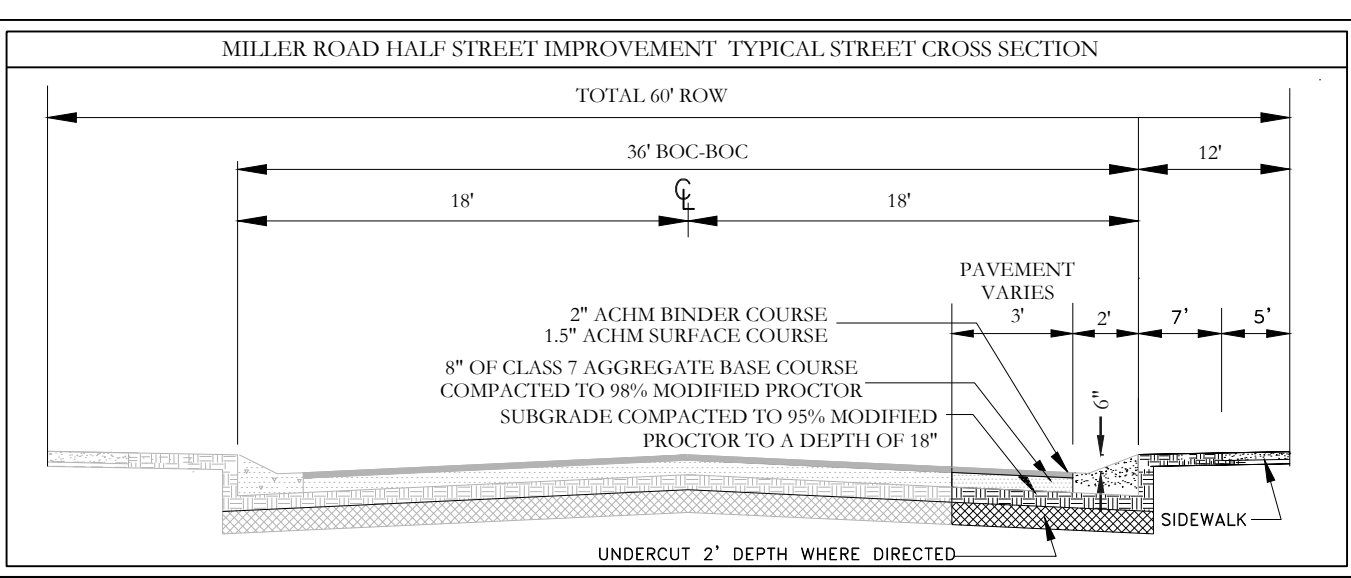 MILLER ROAD HALF STREET IMPROVEMENT TYPICAL STREET CROSS SECTION
TOTAL 60' ROW
36' BOC-BOC
12'
℄
18'
18'
PAVEMENT
VARIES
2" ACHM BINDER COURSE
1.5" ACHM SURFACE COURSE
3'
2'
7'
5'
8" OF CLASS 7 AGGREGATE BASE COURSE
COMPACTED TO 98% MODIFIED PROCTOR
6"
SUBGRADE COMPACTED TO 95% MODIFIED
PROCTOR TO A DEPTH OF 18"
SIDEWALK
UNDERCUT 2' DEPTH WHERE DIRECTED